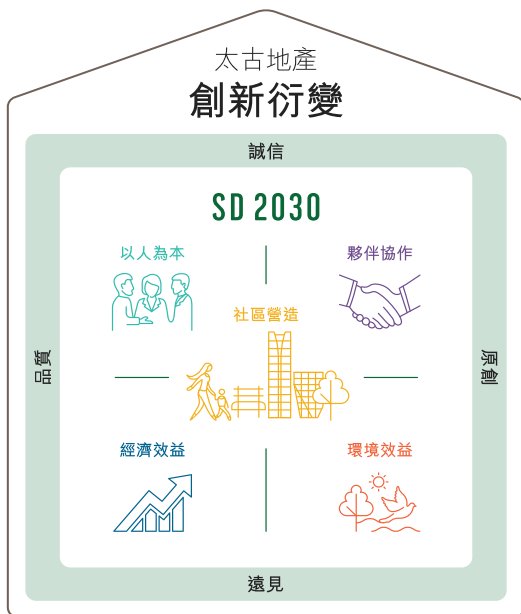 太古地產
創新衍變
誠信
SD 2030
以人為本
夥伴協作
社區營造
品質
原創
經濟效益
環境效益
遠見